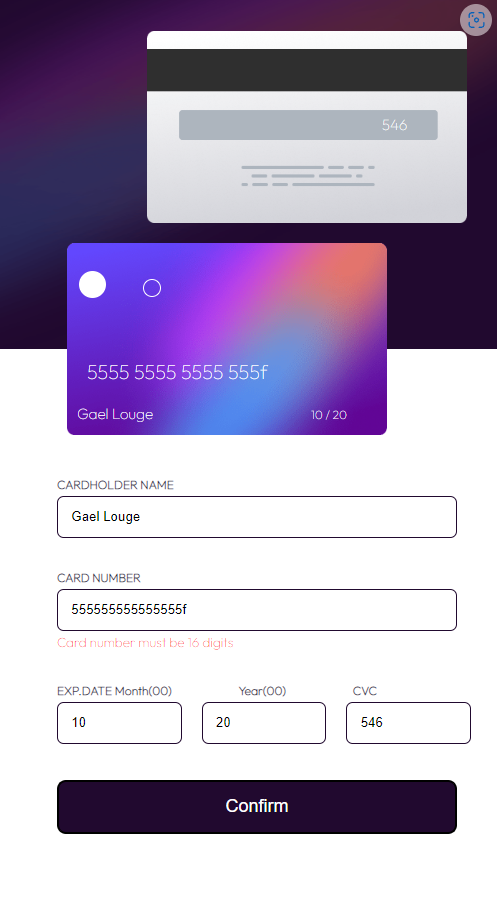 546
5555 5555 5555 555f
Gael Louge 10 / 20
CARDHOLDER NAME
Gael Louge
CARD NUMBER
555555555555555f
Card number must be 16 digits
EXP.DATE Month(00) Year(00) CVC
10 20 546
Confirm